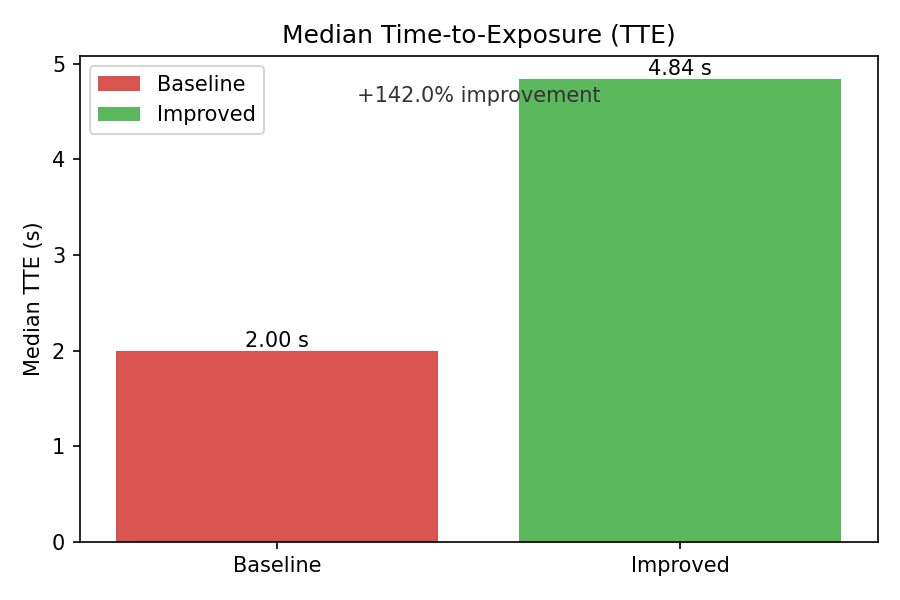 Median Time-to-Exposure (TTE)
Baseline
Improved
+142.0% improvement
4.84 s
2.00 s
Median TTE (s)
5
4
3
2
1
0
Baseline
Improved